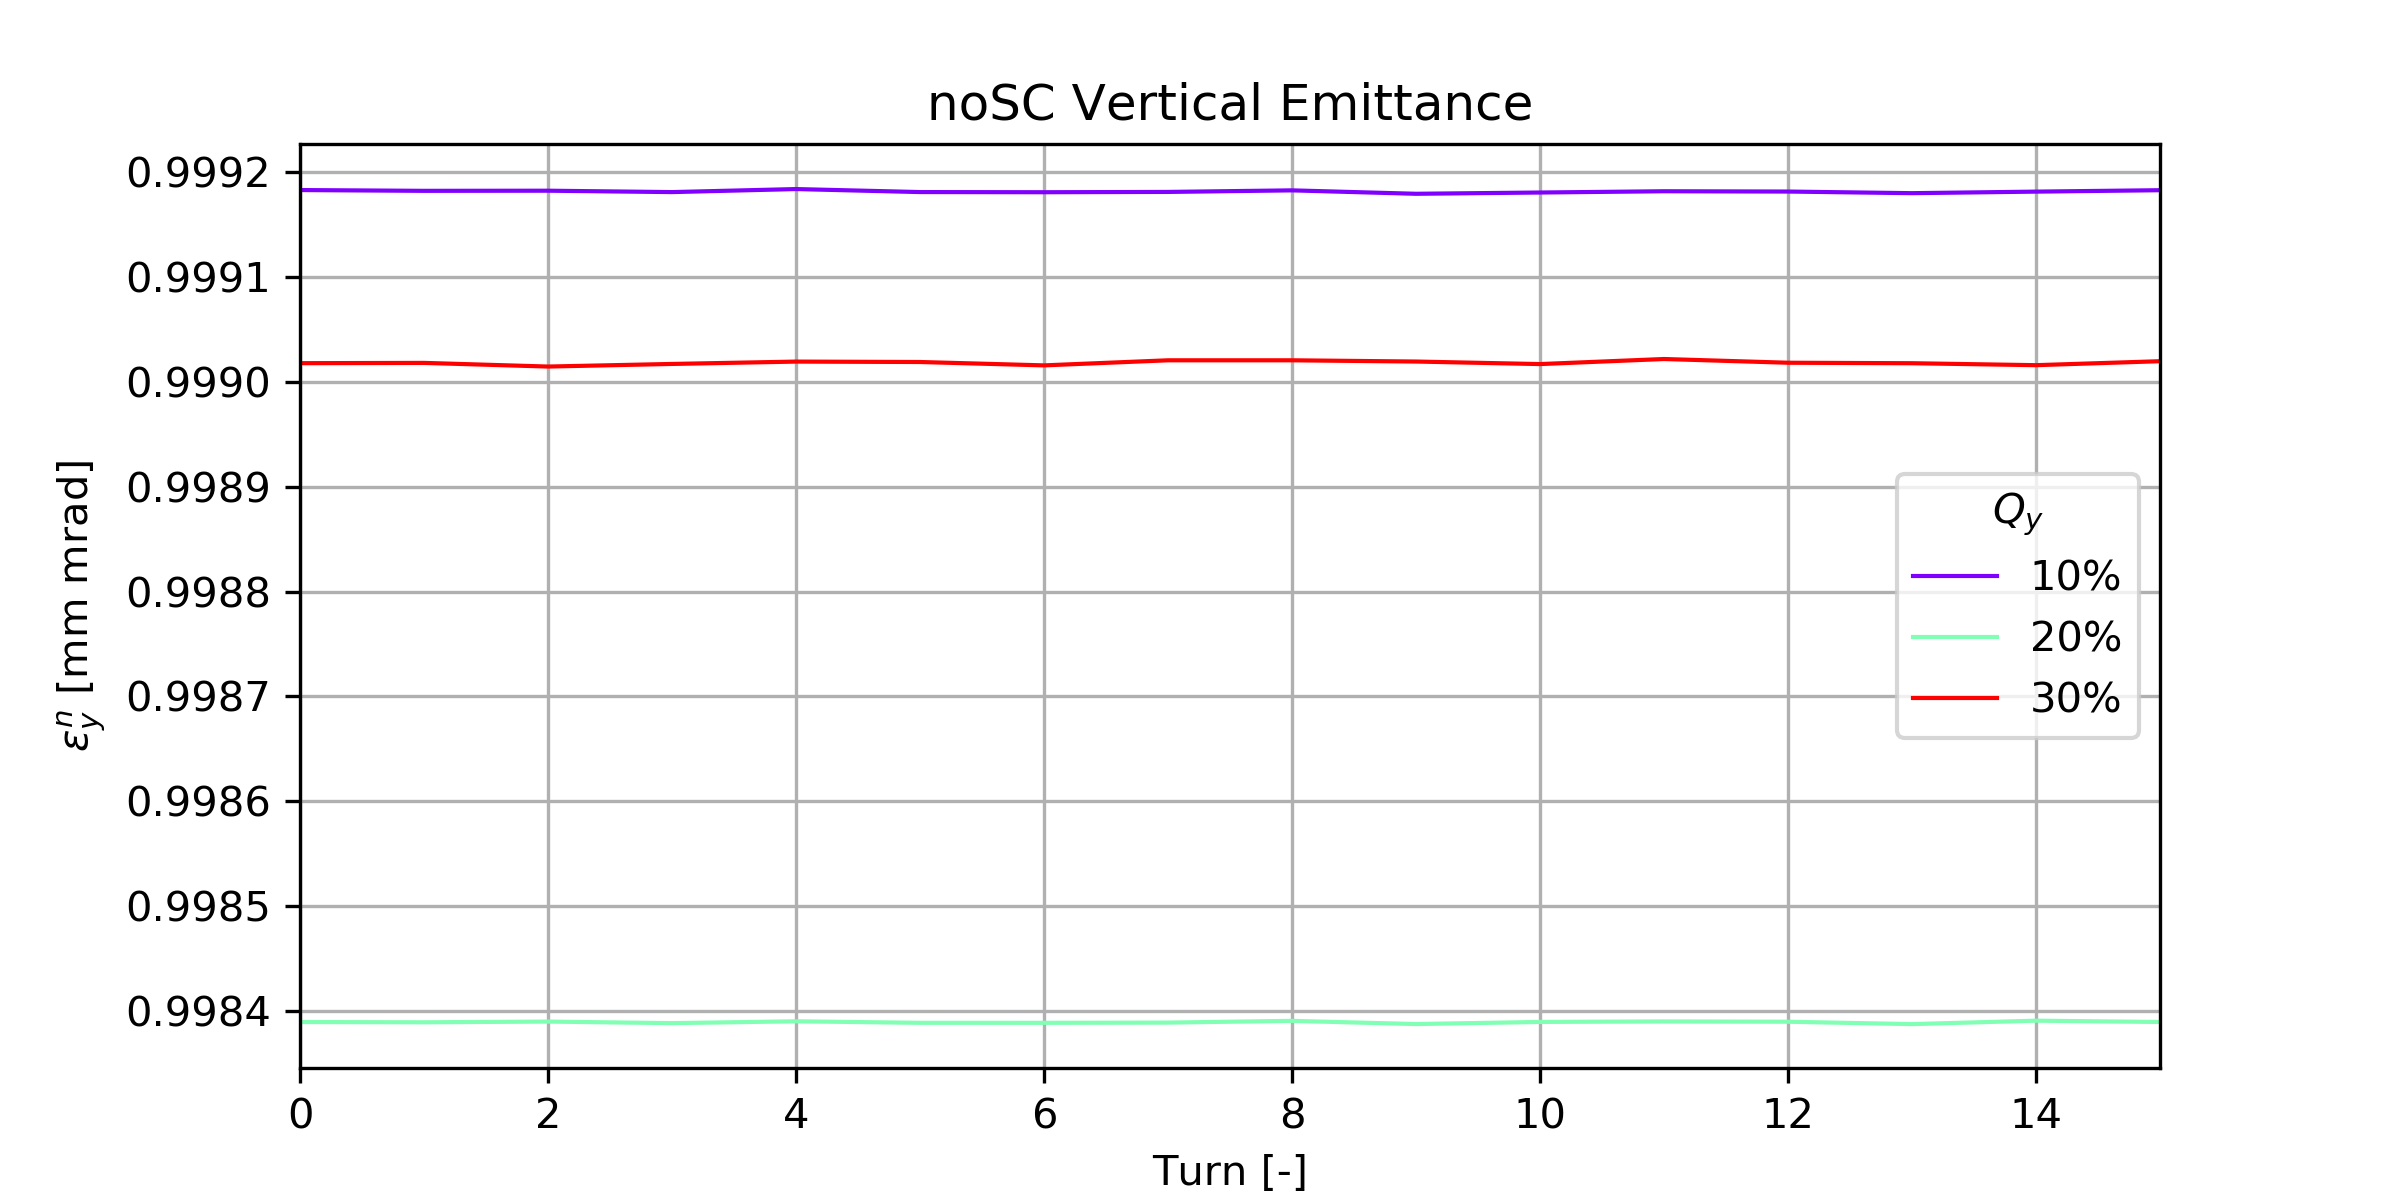 noSC Vertical Emittance
0.9992
0.9991
0.9990
0.9989
0.9988
0.9987
0.9986
0.9985
0.9984
ε_y^n [mm mrad]
Q_y
10%
20%
30%
0 2 4 6 8 10 12 14
Turn [-]